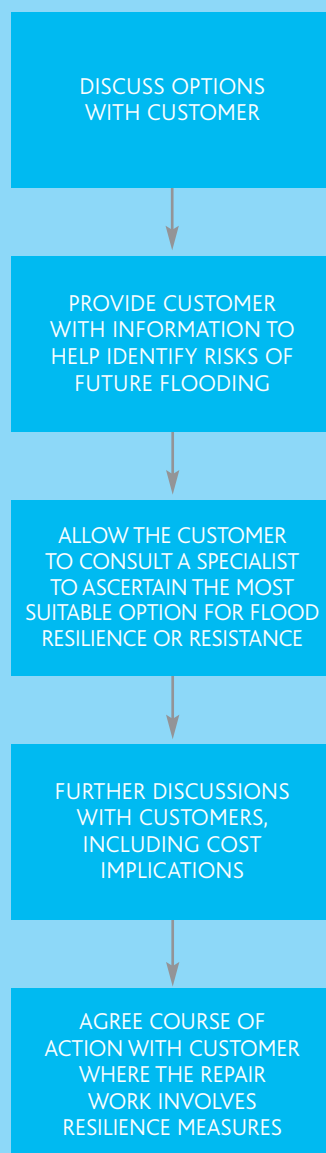 DISCUSS OPTIONS
WITH CUSTOMER
PROVIDE CUSTOMER
WITH INFORMATION TO
HELP IDENTIFY RISKS OF
FUTURE FLOODING
ALLOW THE CUSTOMER
TO CONSULT A SPECIALIST
TO ASCERTAIN THE MOST
SUITABLE OPTION FOR FLOOD
RESILIENCE OR RESISTANCE
FURTHER DISCUSSIONS
WITH CUSTOMERS,
INCLUDING COST
IMPLICATIONS
AGREE COURSE OF
ACTION WITH CUSTOMER
WHERE THE REPAIR
WORK INVOLVES
RESILIENCE MEASURES